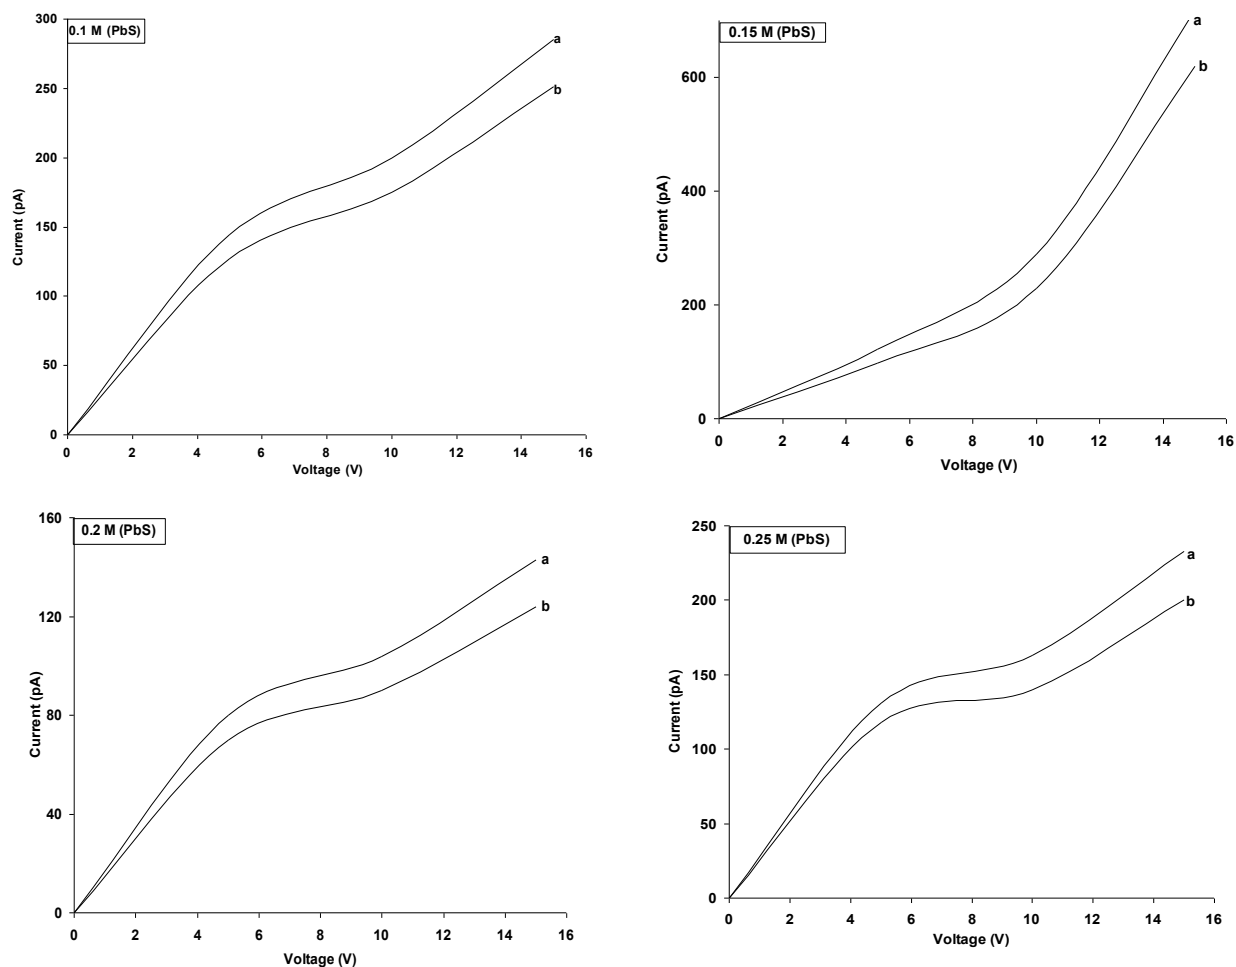 0.1 M (PbS)
300
250
200
150
100
50
0
Current (pA)
a
b
0 2 4 6 8 10 12 14 16
Voltage (V)
0.15 M (PbS)
600
400
200
0
Current (pA)
a
b
0 2 4 6 8 10 12 14 16
Voltage (V)
0.2 M (PbS)
160
120
80
40
0
Current (pA)
a
b
0 2 4 6 8 10 12 14 16
Voltage (V)
0.25 M (PbS)
250
200
150
100
50
0
Current (pA)
a
b
0 2 4 6 8 10 12 14 16
Voltage (V)